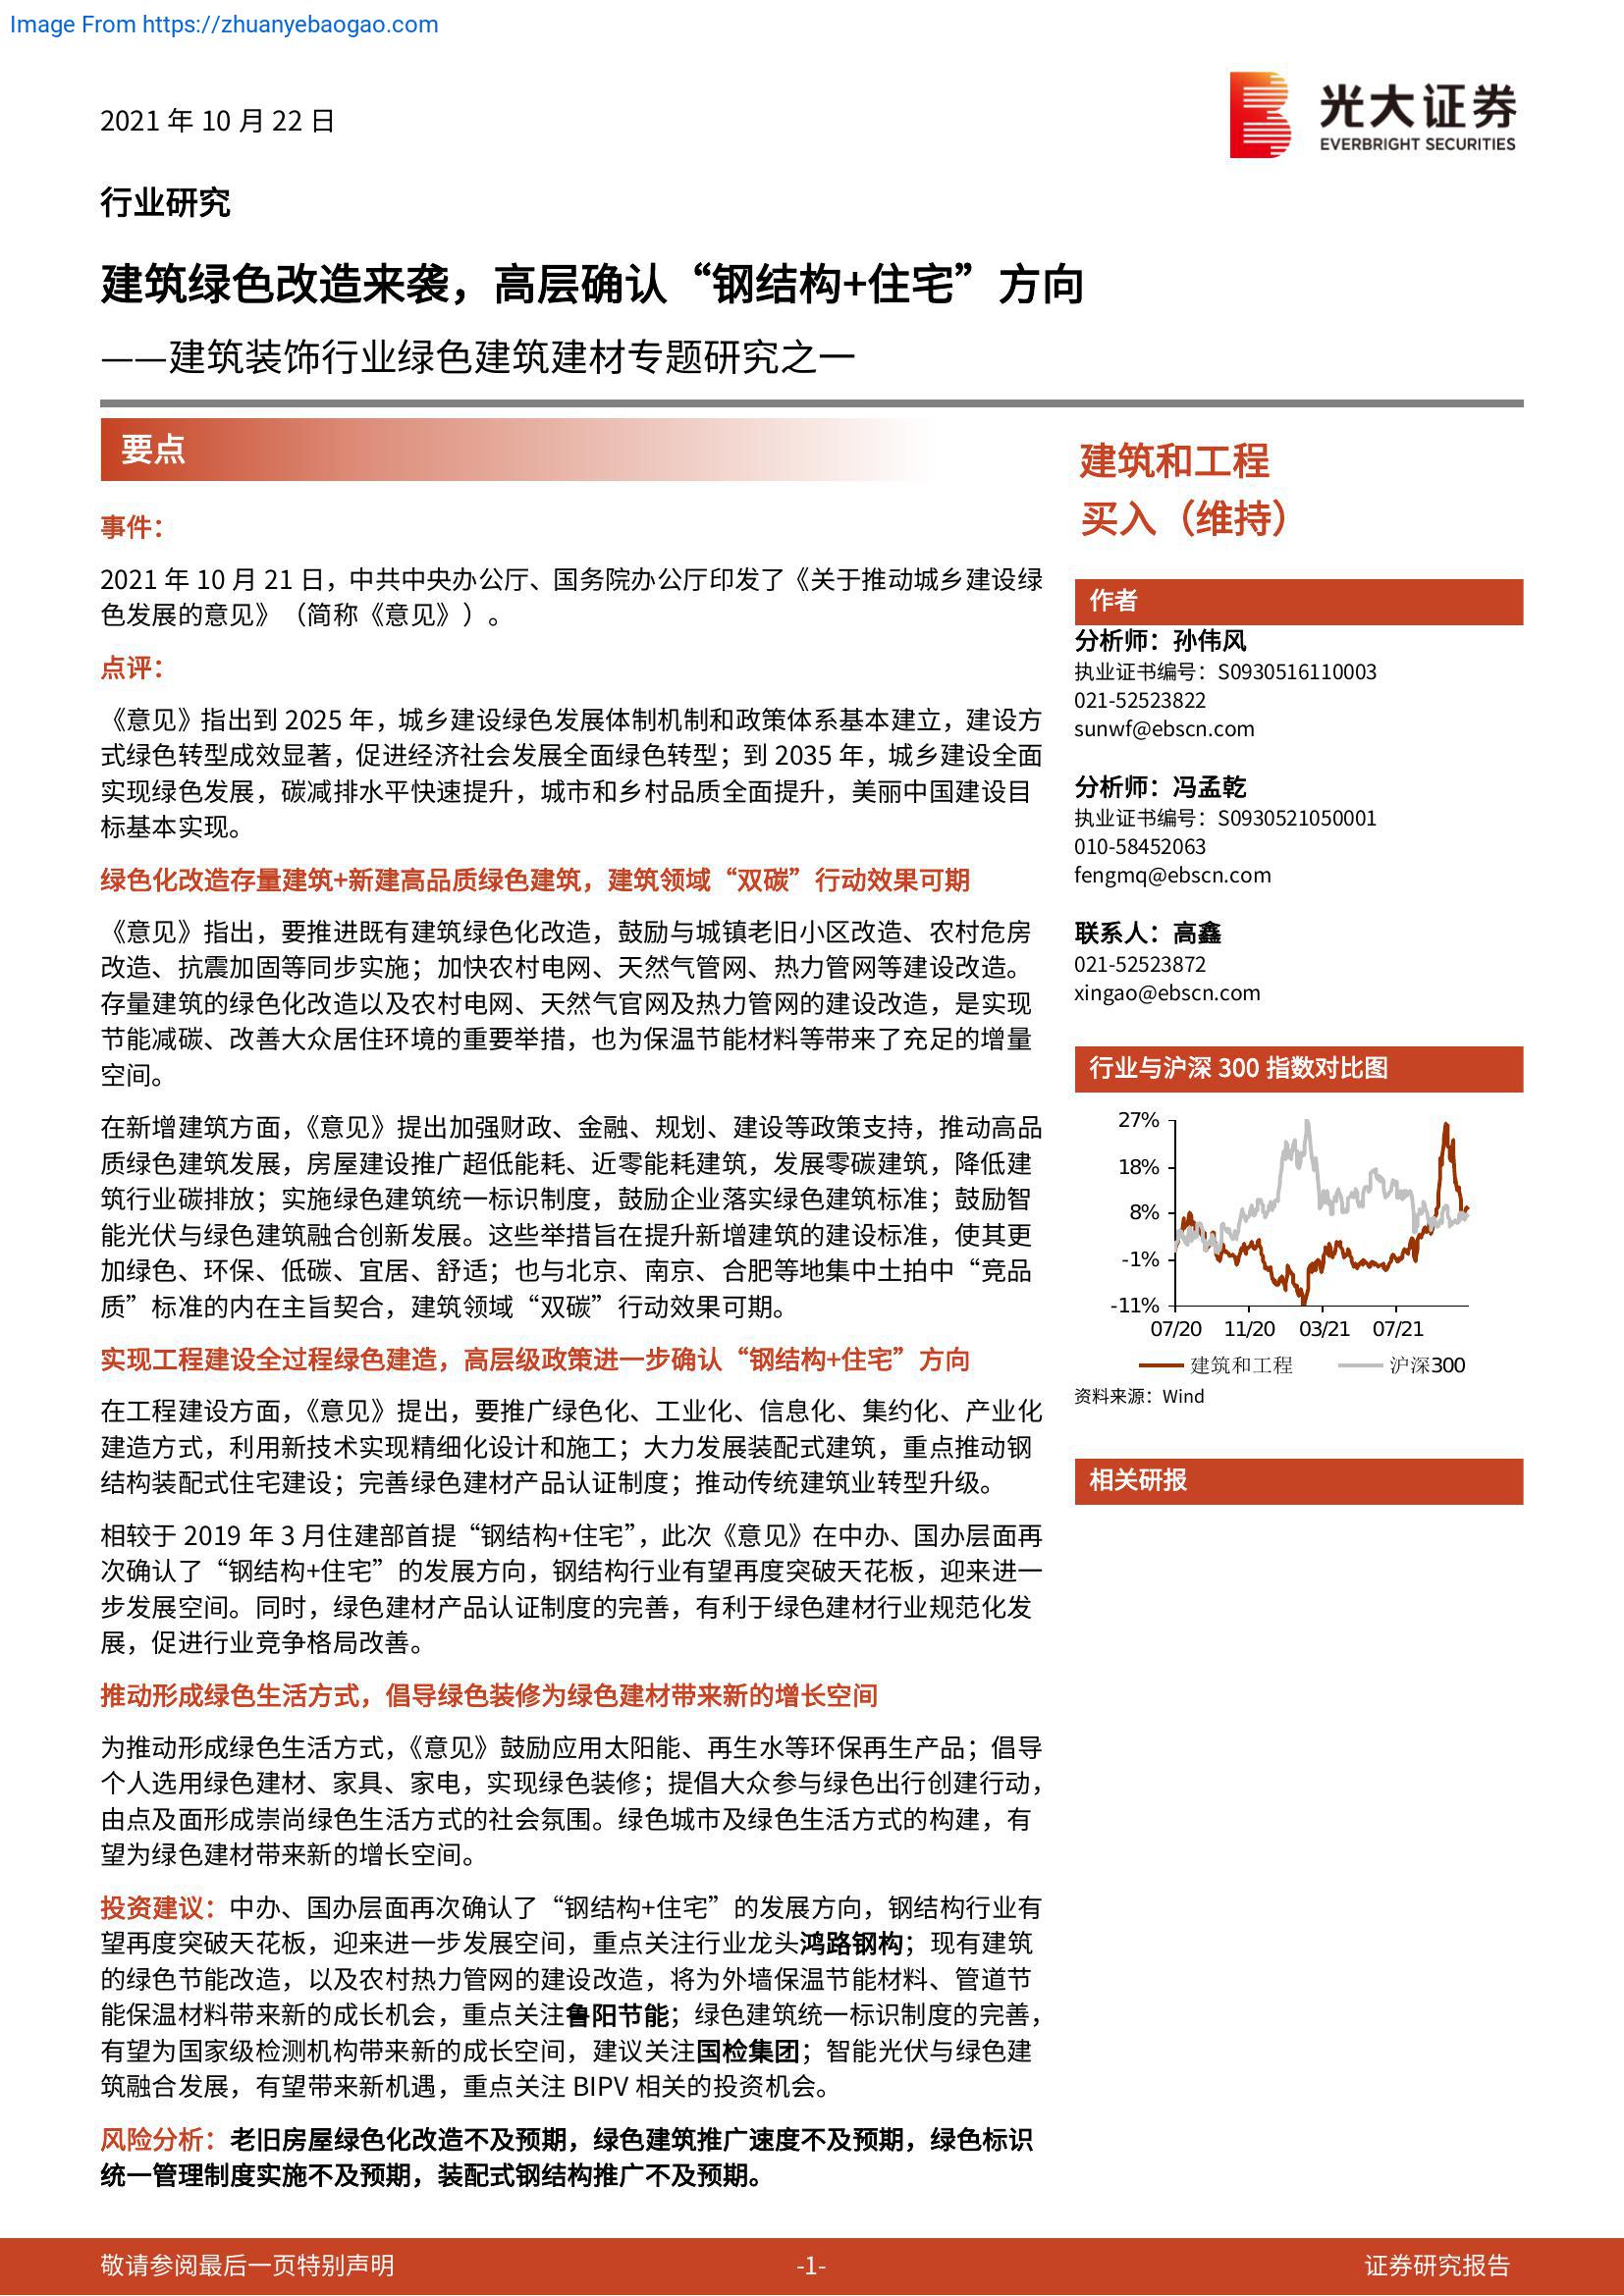 Image From https://zhuanyebaogao.com
2021 年 10 月 22 日
光大证券
EVERBRIGHT SECURITIES
行业研究
建筑绿色改造来袭，高层确认“钢结构+住宅”方向
——建筑装饰行业绿色建筑建材专题研究之一
要点
事件：
2021 年 10 月 21 日，中共中央办公厅、国务院办公厅印发了《关于推动城乡建设绿
色发展的意见》（简称《意见》）。
点评：
《意见》指出到 2025 年，城乡建设绿色发展体制机制和政策体系基本建立，建设方
式绿色转型成效显著，促进经济社会发展全面绿色转型；到 2035 年，城乡建设全面
实现绿色发展，碳减排水平快速提升，城市和乡村品质全面提升，美丽中国建设目
标基本实现。
绿色化改造存量建筑+新建高品质绿色建筑，建筑领域“双碳”行动效果可期
《意见》指出，要推进既有建筑绿色化改造，鼓励与城镇老旧小区改造、农村危房
改造、抗震加固等同步实施；加快农村电网、天然气管网、热力管网等建设改造。
存量建筑的绿色化改造以及农村电网、天然气官网及热力管网的建设改造，是实现
节能减碳、改善大众居住环境的重要举措，也为保温节能材料等带来了充足的增量
空间。
在新增建筑方面，《意见》提出加强财政、金融、规划、建设等政策支持，推动高品
质绿色建筑发展，房屋建设推广超低能耗、近零能耗建筑，发展零碳建筑，降低建
筑行业碳排放；实施绿色建筑统一标识制度，鼓励企业落实绿色建筑标准；鼓励智
能光伏与绿色建筑融合创新发展。这些举措旨在提升新增建筑的建设标准，使其更
加绿色、环保、低碳、宜居、舒适；也与北京、南京、合肥等地集中土拍中“竞品
质”标准的内在主旨契合，建筑领域“双碳”行动效果可期。
实现工程建设全过程绿色建造，高层级政策进一步确认“钢结构+住宅”方向
在工程建设方面，《意见》提出，要推广绿色化、工业化、信息化、集约化、产业化
建造方式，利用新技术实现精细化设计和施工；大力发展装配式建筑，重点推动钢
结构装配式住宅建设；完善绿色建材产品认证制度；推动传统建筑业转型升级。
相较于 2019 年 3 月住建部首提“钢结构+住宅”，此次《意见》在中办、国办层面再
次确认了“钢结构+住宅”的发展方向，钢结构行业有望再度突破天花板，迎来进一
步发展空间。同时，绿色建材产品认证制度的完善，有利于绿色建材行业规范化发
展，促进行业竞争格局改善。
推动形成绿色生活方式，倡导绿色装修为绿色建材带来新的增长空间
为推动形成绿色生活方式，《意见》鼓励应用太阳能、再生水等环保再生产品；倡导
个人选用绿色建材、家具、家电，实现绿色装修；提倡大众参与绿色出行创建行动，
由点及面形成崇尚绿色生活方式的社会氛围。绿色城市及绿色生活方式的构建，有
望为绿色建材带来新的增长空间。
投资建议：中办、国办层面再次确认了“钢结构+住宅”的发展方向，钢结构行业有
望再度突破天花板，迎来进一步发展空间，重点关注行业龙头鸿路钢构；现有建筑
的绿色节能改造，以及农村热力管网的建设改造，将为外墙保温节能材料、管道节
能保温材料带来新的成长机会，重点关注鲁阳节能；绿色建筑统一标识制度的完善，
有望为国家级检测机构带来新的成长空间，建议关注国检集团；智能光伏与绿色建
筑融合发展，有望带来新机遇，重点关注 BIPV 相关的投资机会。
风险分析：老旧房屋绿色化改造不及预期，绿色建筑推广速度不及预期，绿色标识
统一管理制度实施不及预期，装配式钢结构推广不及预期。
建筑和工程
买入（维持）
作者
分析师：孙伟风
执业证书编号：S0930516110003
021-52523822
sunwf@ebscn.com
分析师：冯孟乾
执业证书编号：S0930521050001
010-58452063
fengmq@ebscn.com
联系人：高鑫
021-52523872
xingao@ebscn.com
行业与沪深 300 指数对比图
27%
18%
8%
-1%
-11%
07/20 11/20 03/21 07/21
建筑和工程 沪深300
资料来源：Wind
相关研报
敬请参阅最后一页特别声明 -1- 证券研究报告